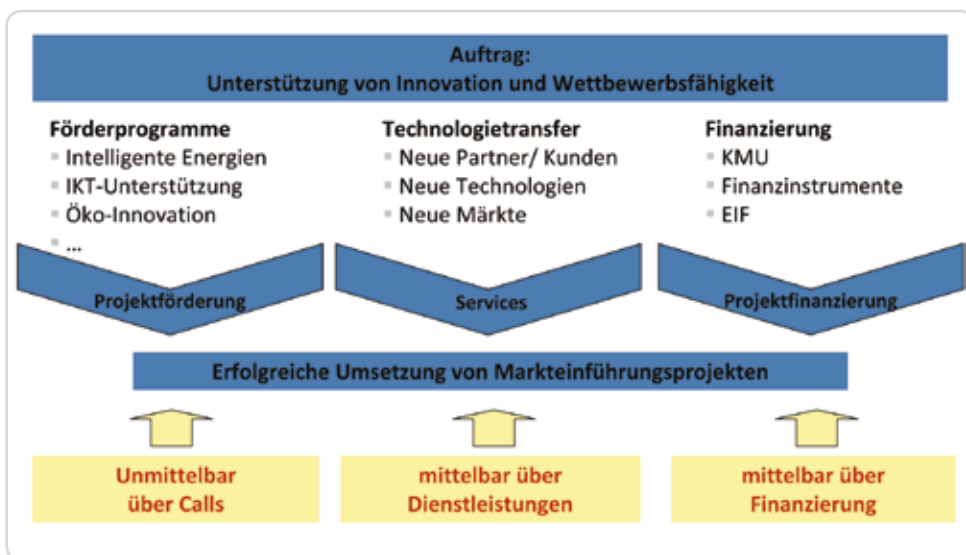 Auftrag:
Unterstützung von Innovation und Wettbewerbsfähigkeit
Förderprogramme
Intelligente Energien
IKT-Unterstützung
Öko-Innovation
...
Technologietransfer
Neue Partner/ Kunden
Neue Technologien
Neue Märkte
Finanzierung
KMU
Finanzinstrumente
EIF
Projektförderung
Services
Projektfinanzierung
Erfolgreiche Umsetzung von Markteinführungsprojekten
Unmittelbar
über Calls
mittelbar über
Dienstleistungen
mittelbar über
Finanzierung